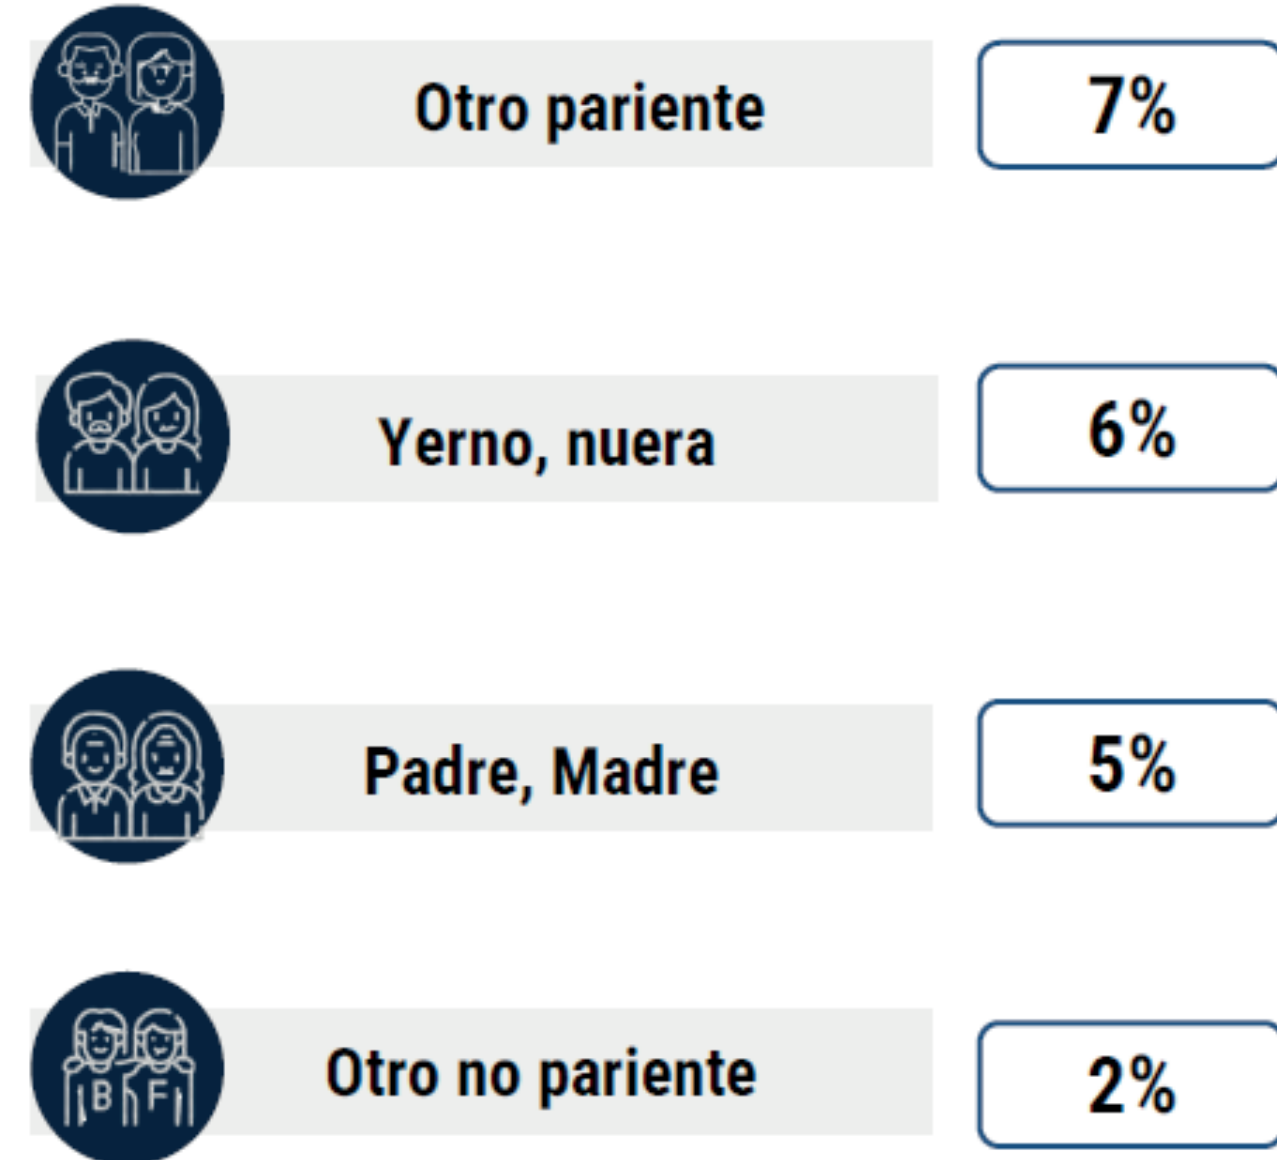 Otro pariente 7%
Yerno, nuera 6%
Padre, Madre 5%
B F
Otro no pariente 2%